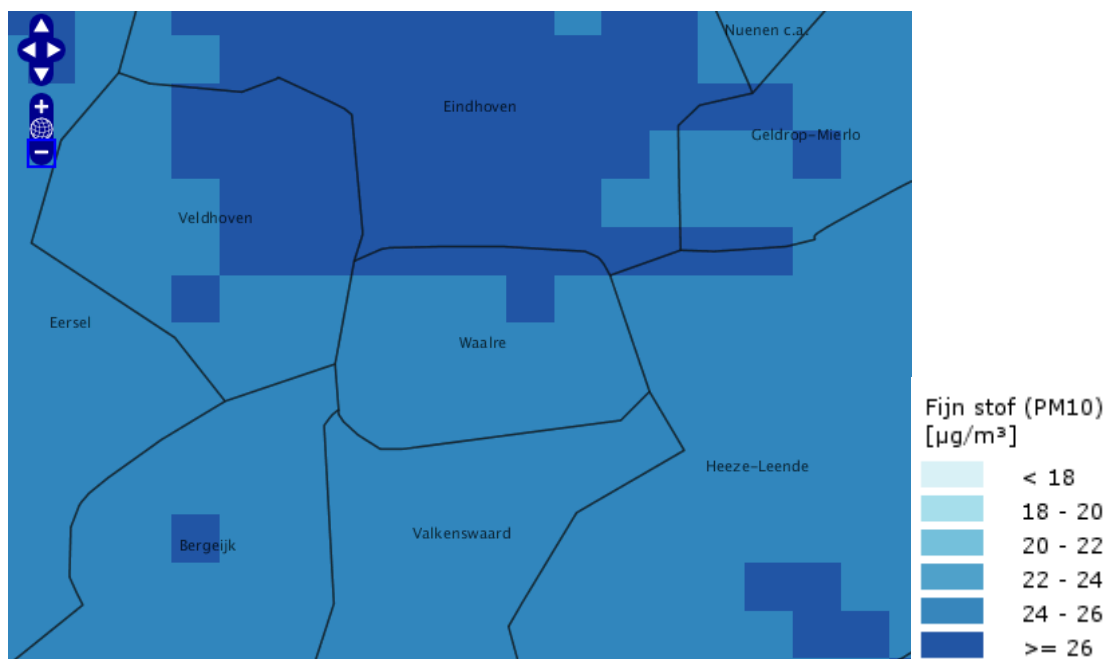 Nuenen c.a.
Eindhoven
Geldrop-Mierlo
Veldhoven
Eersel
Waalre
Heeze-Leende
Valkenswaard
Bergeijk
Fijn stof (PM10)
[µg/m³]
< 18
18 - 20
20 - 22
22 - 24
24 - 26
>= 26